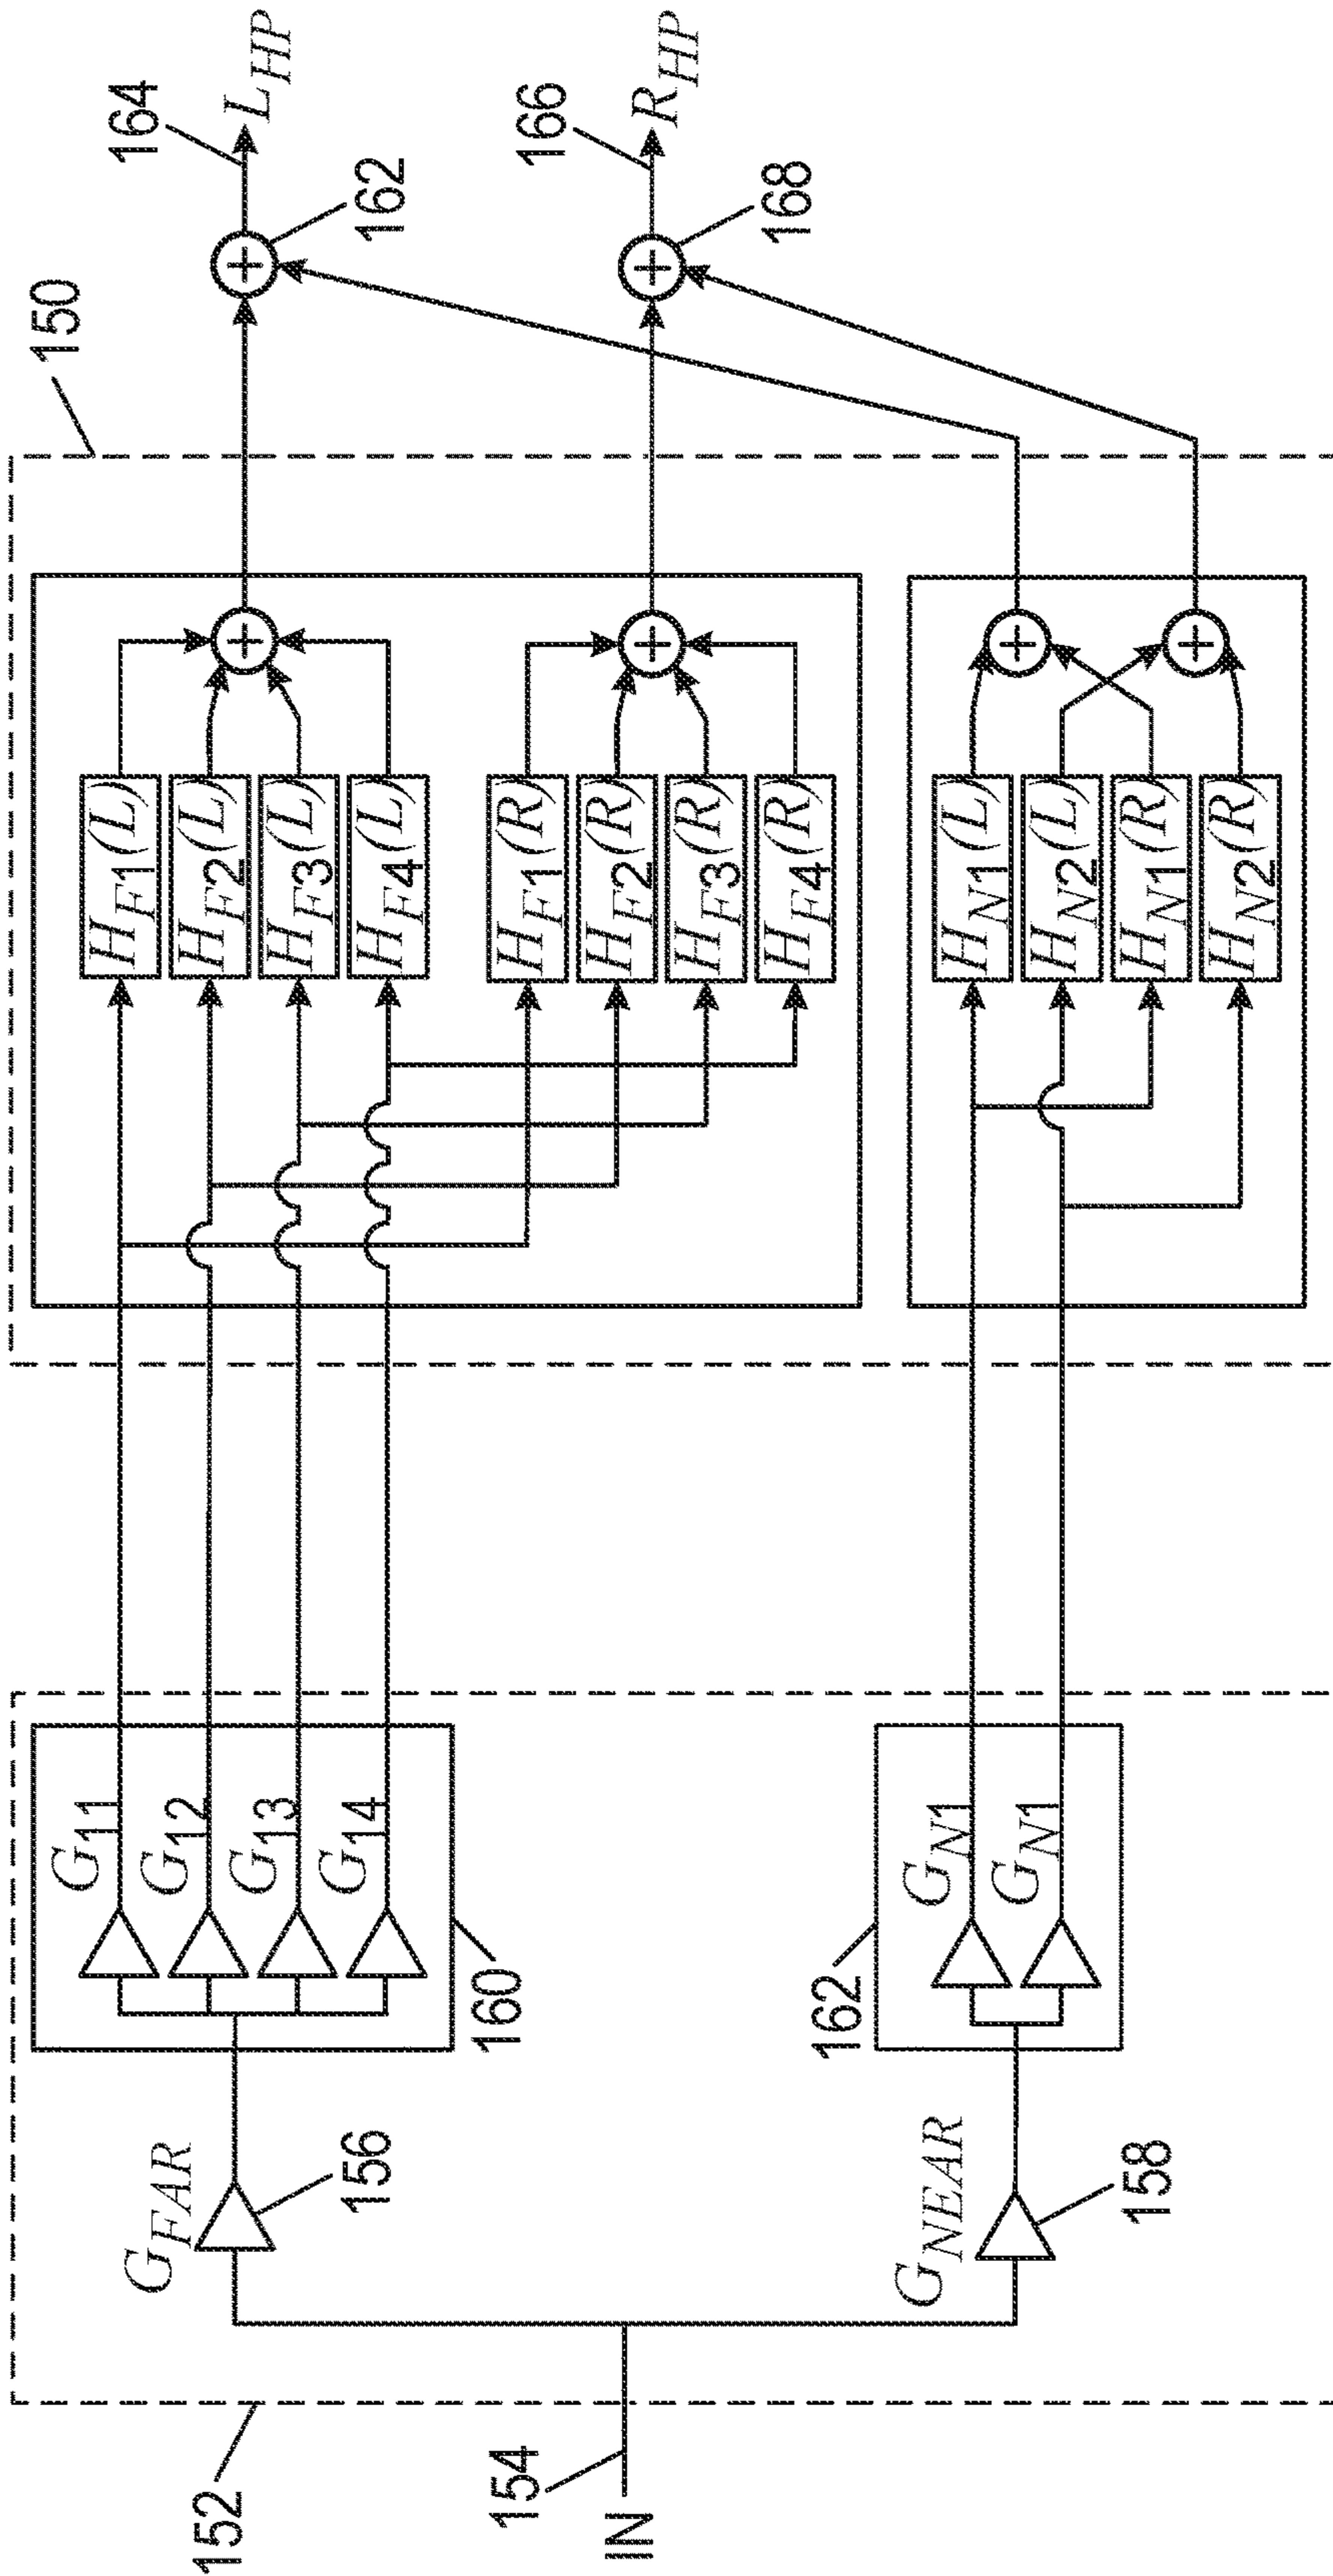 152
154
IN
G_FAR
156
G_NEAR
158
G_11
G_12
G_13
G_14
160
162
G_N1
G_N1
150
H_F1(L)
H_F2(L)
H_F3(L)
H_F4(L)
H_F1(R)
H_F2(R)
H_F3(R)
H_F4(R)
H_N1(L)
H_N2(L)
H_N1(R)
H_N2(R)
+
+
+
+
+
+
162
164
L_HP
168
166
R_HP